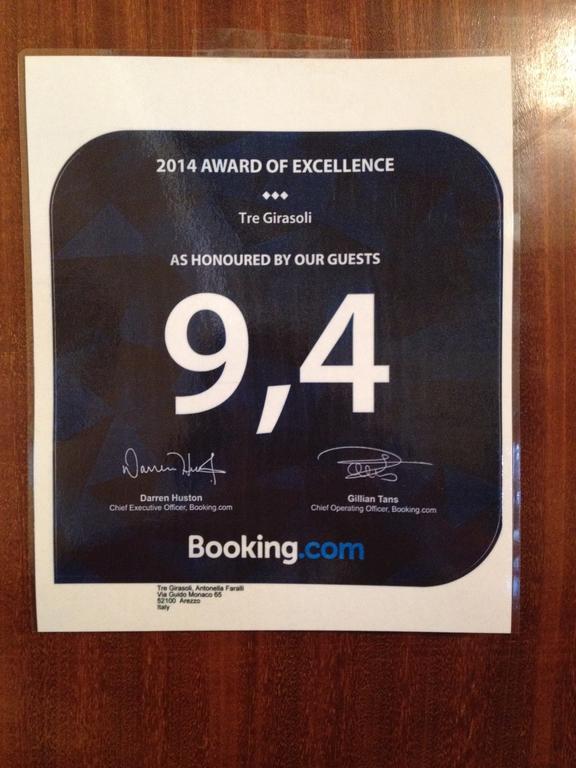 2014 AWARD OF EXCELLENCE
Tre Girasoli
AS HONOURED BY OUR GUESTS
9,4
Darren Huston
Chief Executive Officer, Booking.com
Gillian Tans
Chief Operating Officer, Booking.com
Booking.com
Tre Girasoli, Antonella Faralli
Via Guido Monaco 65
52100 Arezzo
Italy